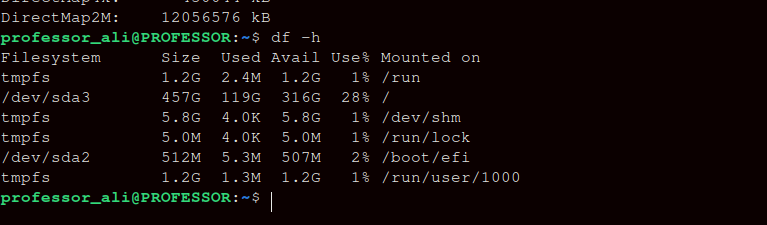 DirectMap2M:    12056576 kB
professor_ali@PROFESSOR:~$ df -h
Filesystem      Size  Used Avail Use% Mounted on
tmpfs           1.2G  2.4M  1.2G   1% /run
/dev/sda3       457G  119G  316G  28% /
tmpfs           5.8G  4.0K  5.8G   1% /dev/shm
tmpfs           5.0M  4.0K  5.0M   1% /run/lock
/dev/sda2       512M  5.3M  507M   2% /boot/efi
tmpfs           1.2G  1.3M  1.2G   1% /run/user/1000
professor_ali@PROFESSOR:~$